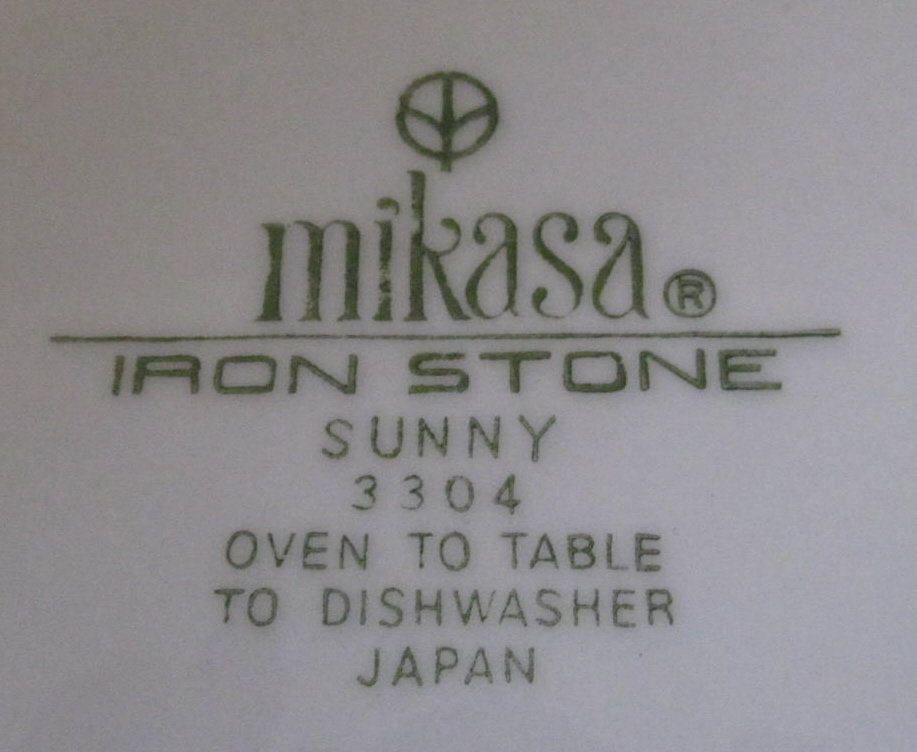 mikasa®
IRON STONE
SUNNY
3304
OVEN TO TABLE
TO DISHWASHER
JAPAN